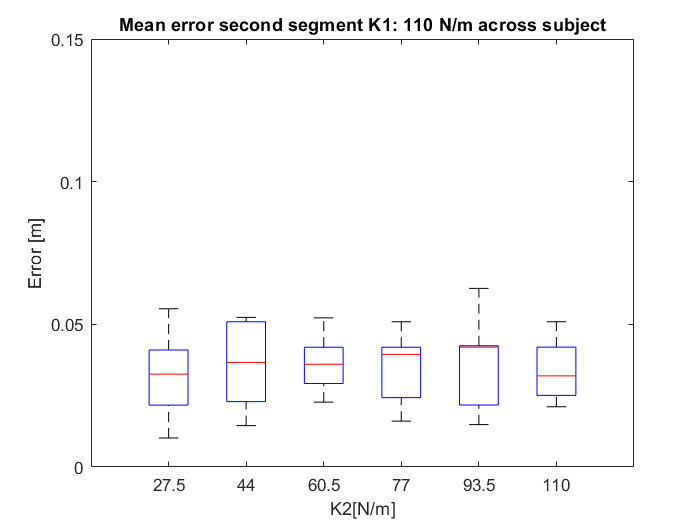 Mean error second segment K1: 110 N/m across subject
0.15
0.1
0.05
0
Error [m]
27.5 44 60.5 77 93.5 110
K2[N/m]